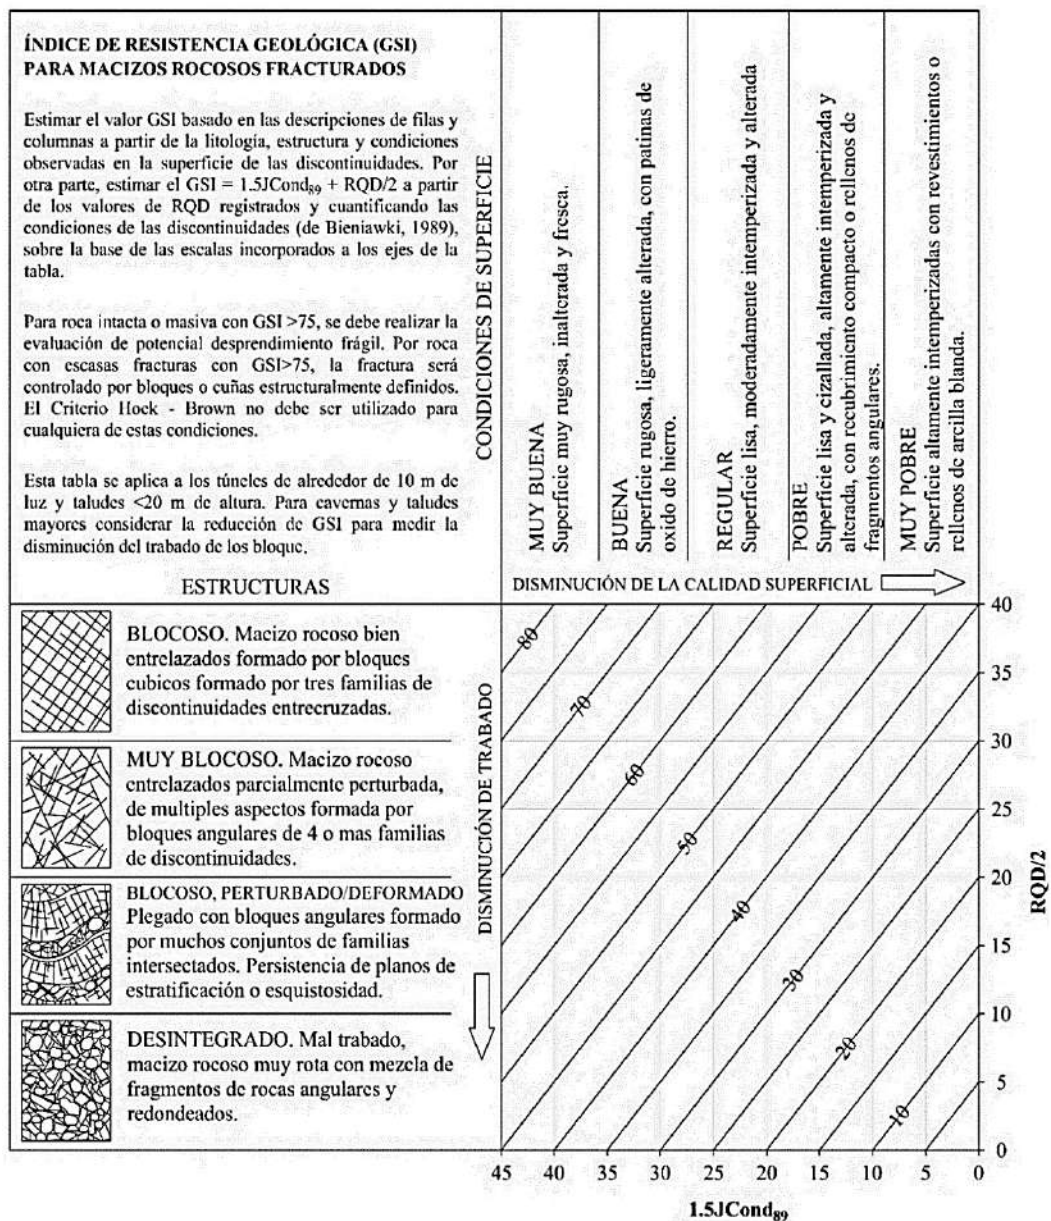 ÍNDICE DE RESISTENCIA GEOLÓGICA (GSI)
PARA MACIZOS ROCOSOS FRACTURADOS
Estimar el valor GSI basado en las descripciones de filas y
columnas a partir de la litología, estructura y condiciones
observadas en la superficie de las discontinuidades. Por
otra parte, estimar el GSI = 1.5JCond89 + RQD/2 a partir
de los valores de RQD registrados y cuantificando las
condiciones de las discontinuidades (de Bieniawki, 1989),
sobre la base de las escalas incorporados a los ejes de la
tabla.
Para roca intacta o masiva con GSI >75, se debe realizar la
evaluación de potencial desprendimiento frágil. Por roca
con escasas fracturas con GSI>75, la fractura será
controlado por bloques o cuñas estructuralmente definidos.
El Criterio Hoek - Brown no debe ser utilizado para
cualquiera de estas condiciones.
Esta tabla se aplica a los túneles de alrededor de 10 m de
luz y taludes <20 m de altura. Para cavernas y taludes
mayores considerar la reducción de GSI para medir la
disminución del trabado de los bloque.
ESTRUCTURAS
CONDICIONES DE SUPERFICIE
MUY BUENA
Superficie muy rugosa, inalterada y fresca.
BUENA
Superficie rugosa, ligeramente alterada, con patinas de
oxido de hierro.
REGULAR
Superficie lisa, moderadamente intemperizada y alterada
POBRE
Superficie lisa y cizallada, altamente intemperizada y
alterada, con recubrimiento compacto o rellenos de
fragmentos angulares.
MUY POBRE
Superficie altamente intemperizadas con revestimientos o
rellenos de arcilla blanda.
DISMINUCIÓN DE LA CALIDAD SUPERFICIAL
BLOCOSO. Macizo rocoso bien
entrelazados formado por bloques
cubicos formado por tres familias de
discontinuidades entrecruzadas.
MUY BLOCOSO. Macizo rocoso
entrelazados parcialmente perturbada,
de multiples aspectos formada por
bloques angulares de 4 o mas familias
de discontinuidades.
BLOCOSO, PERTURBADO/DEFORMADO
Plegado con bloques angulares formado
por muchos conjuntos de familias
intersectados. Persistencia de planos de
estratificación o esquistosidad.
DESINTEGRADO. Mal trabado,
macizo rocoso muy rota con mezcla de
fragmentos de rocas angulares y
redondeados.
DISMINUCIÓN DE TRABADO
80
70
60
50
40
30
20
10
40
35
30
25
20
15
10
5
0
RQD/2
45 40 35 30 25 20 15 10 5 0
1.5JCond89